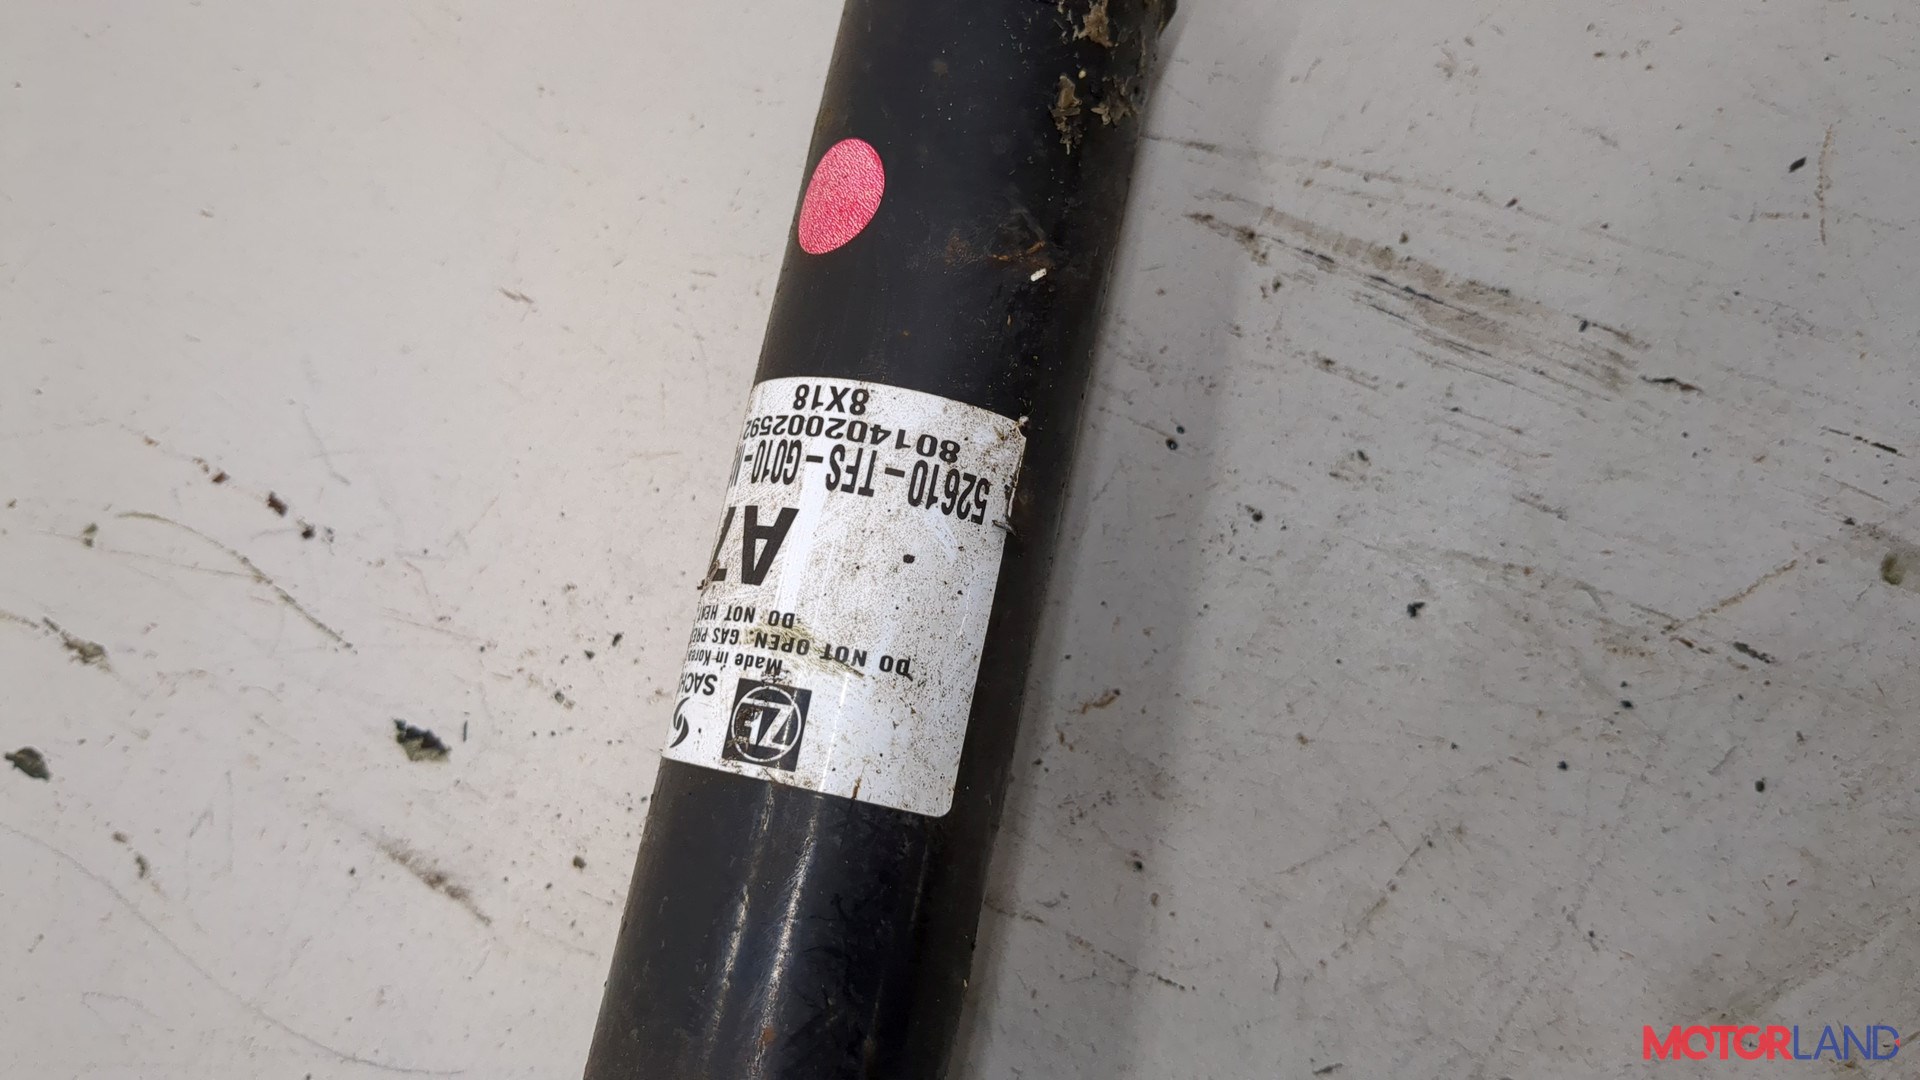 ZF
SACH
Made in Korea
DO NOT OPEN. GAS PRE
DO NOT HEAT
A7
52610-TFS-G010-M
8014D2002592
8X18
MOTORLAND